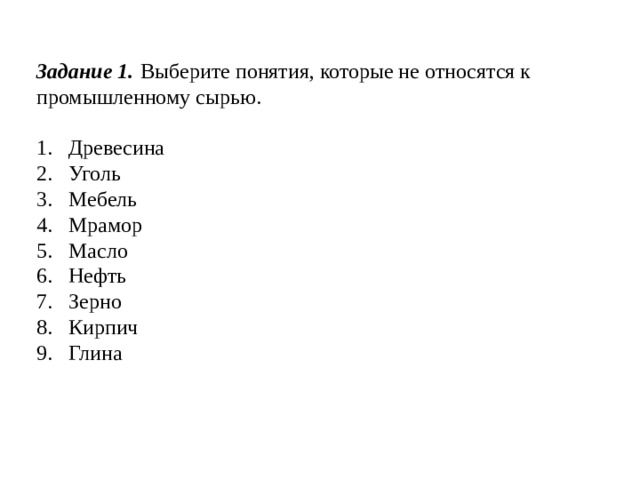 Задание 1. Выберите понятия, которые не относятся к
промышленному сырью.
1. Древесина
2. Уголь
3. Мебель
4. Мрамор
5. Масло
6. Нефть
7. Зерно
8. Кирпич
9. Глина